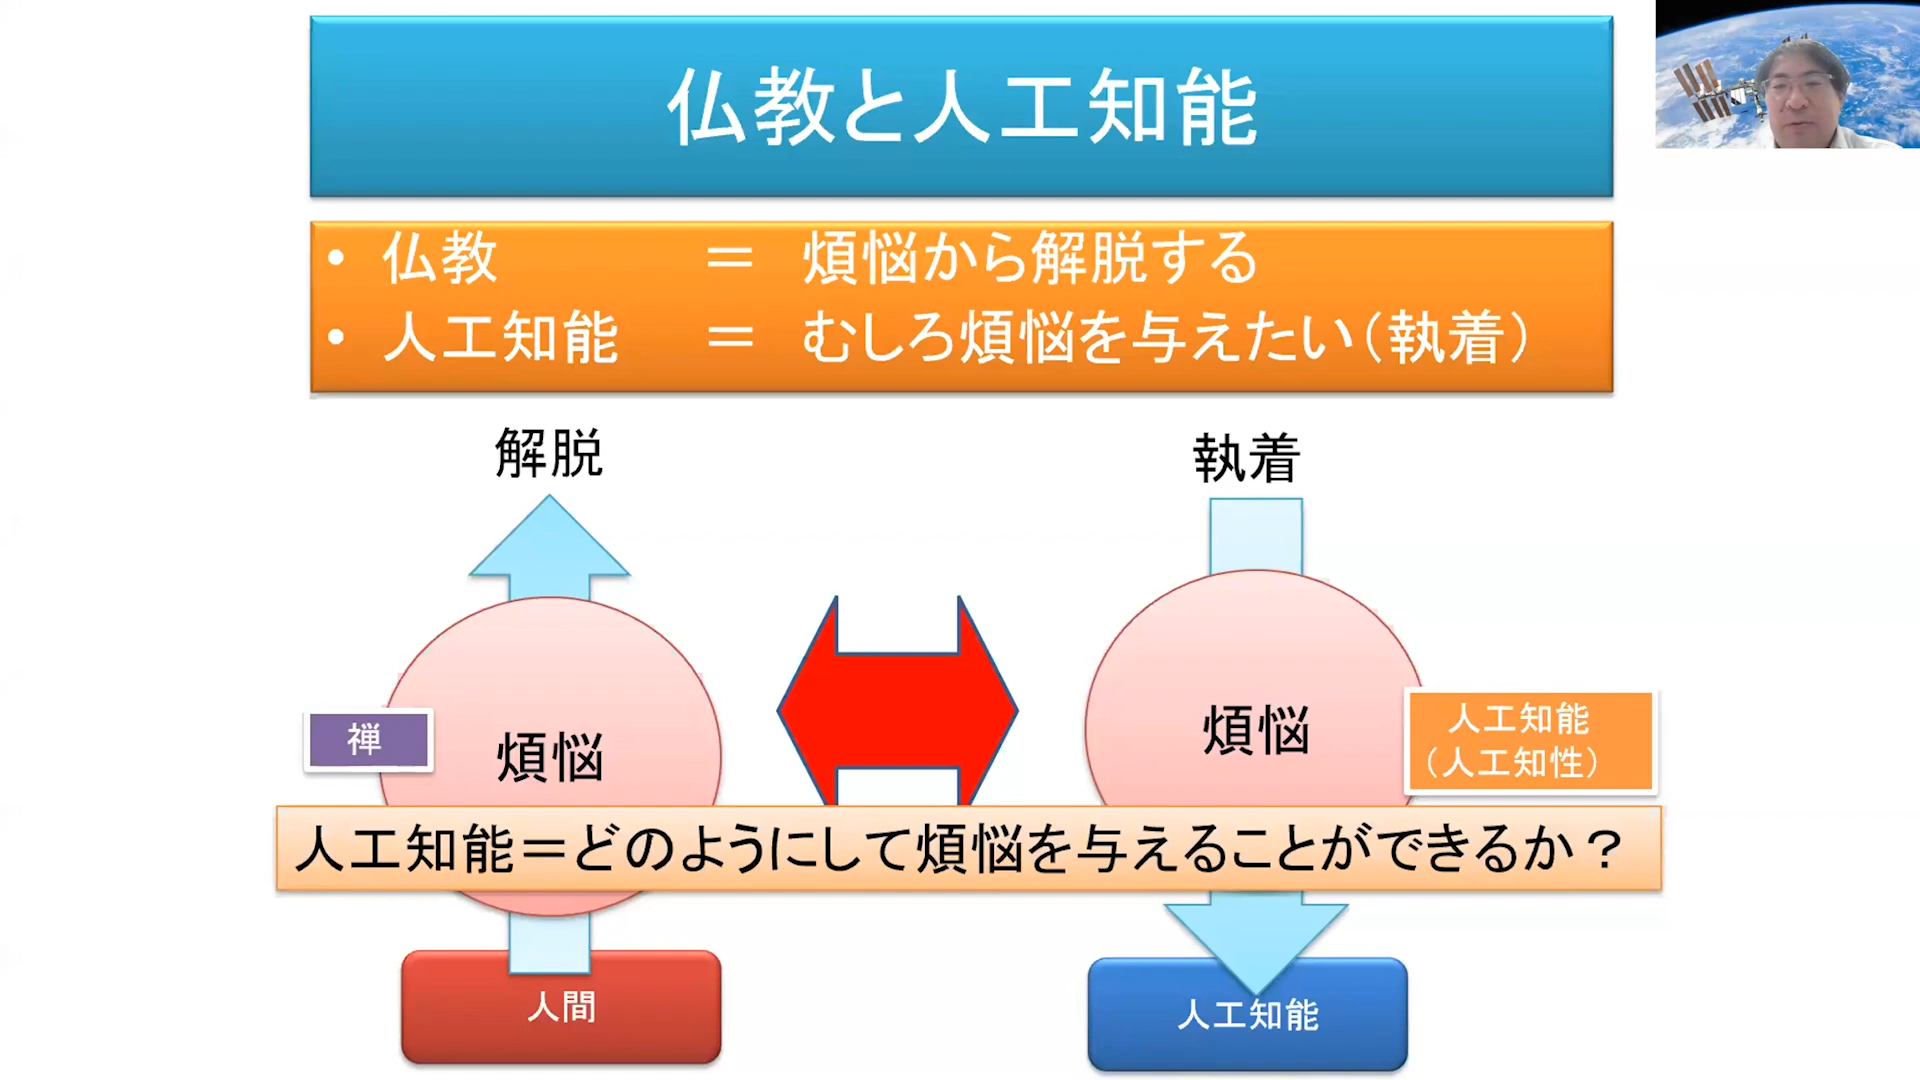 仏教と人工知能
• 仏教 ＝ 煩悩から解脱する
• 人工知能 ＝ むしろ煩悩を与えたい（執着）
解脱
執着
禅
煩悩
煩悩
人工知能
（人工知性）
人工知能＝どのようにして煩悩を与えることができるか？
人間
人工知能